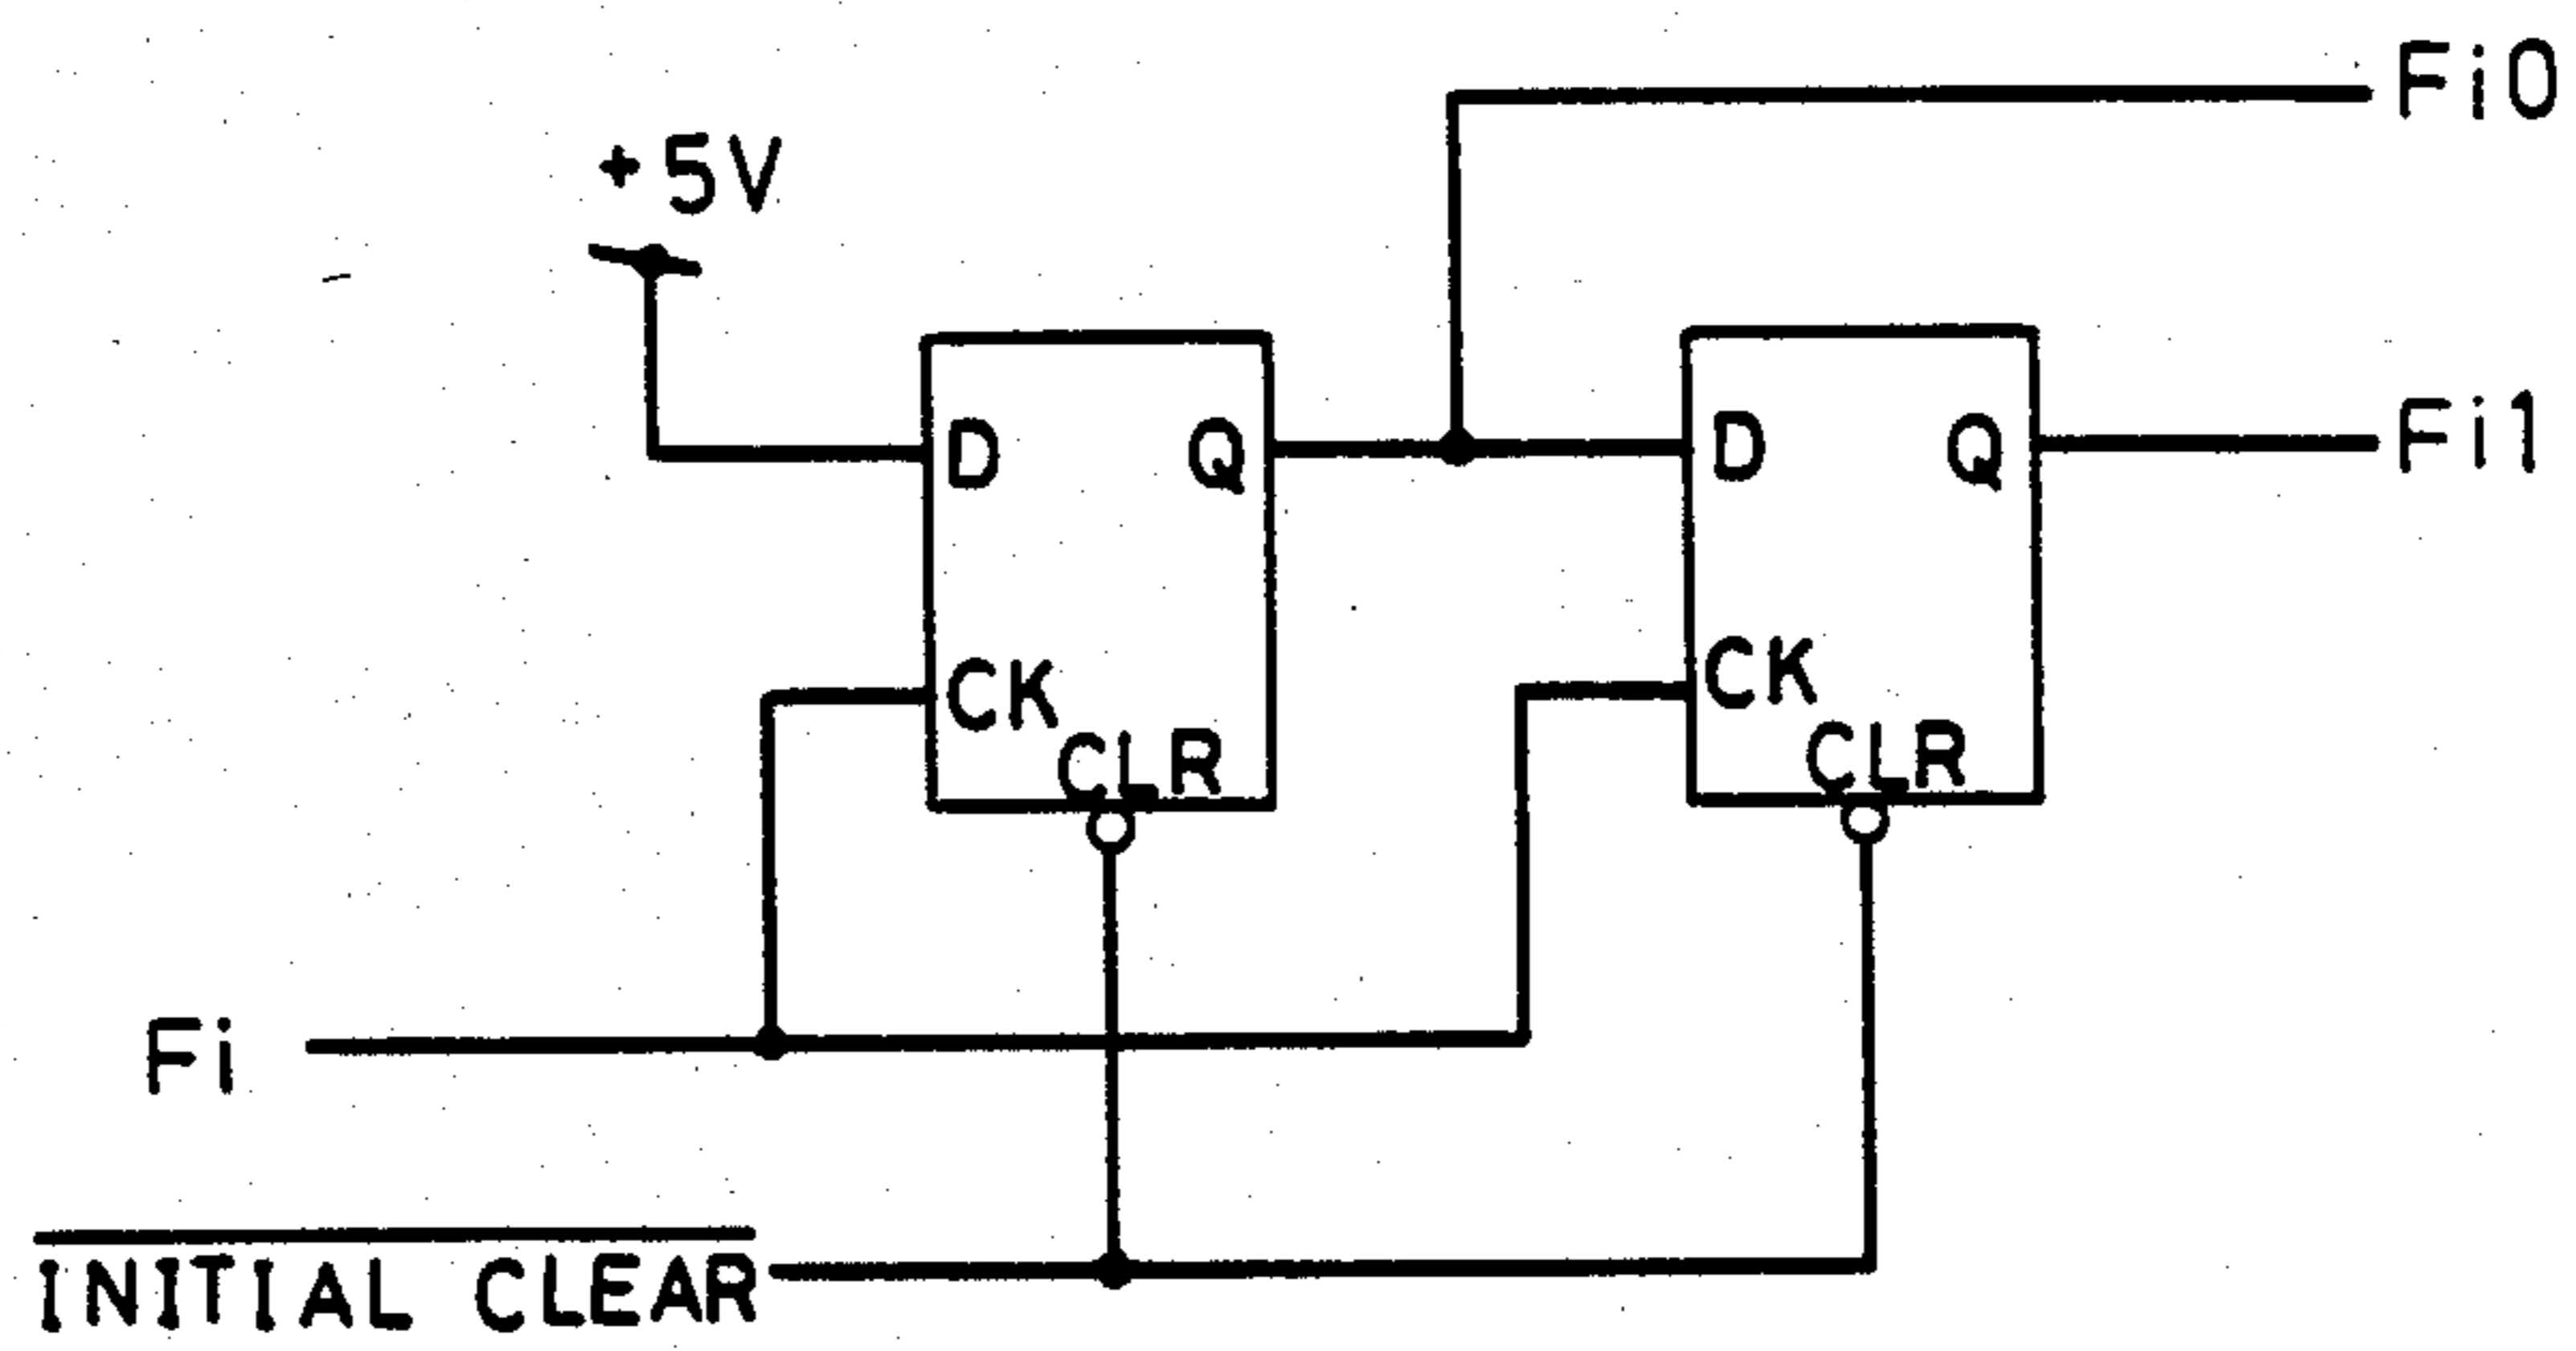 Fi0
+5V
D Q
D Q
Fi1
CK
CLR
CK
CLR
Fi
INITIAL CLEAR